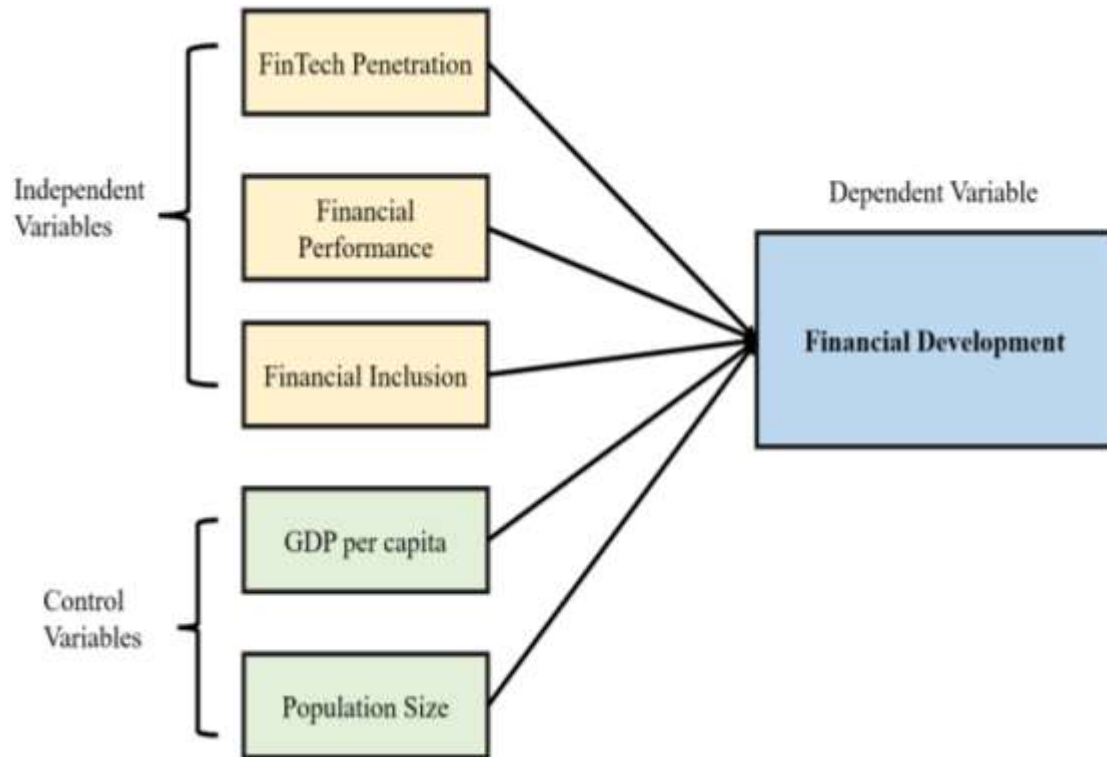 FinTech Penetration
Independent
Variables
Financial
Performance
Financial Inclusion
Dependent Variable
Financial Development
GDP per capita
Control
Variables
Population Size